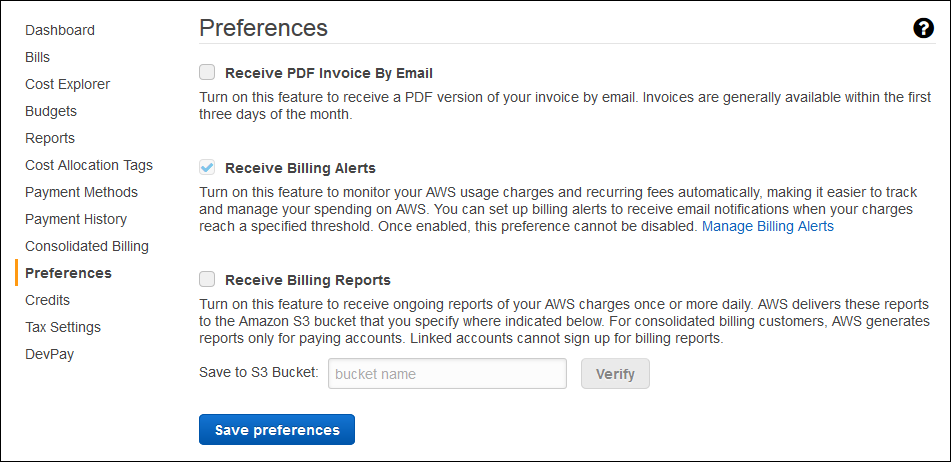 Dashboard
Bills
Cost Explorer
Budgets
Reports
Cost Allocation Tags
Payment Methods
Payment History
Consolidated Billing
Preferences
Credits
Tax Settings
DevPay
Preferences
?
Receive PDF Invoice By Email
Turn on this feature to receive a PDF version of your invoice by email. Invoices are generally available within the first
three days of the month.
Receive Billing Alerts
Turn on this feature to monitor your AWS usage charges and recurring fees automatically, making it easier to track
and manage your spending on AWS. You can set up billing alerts to receive email notifications when your charges
reach a specified threshold. Once enabled, this preference cannot be disabled. Manage Billing Alerts
Receive Billing Reports
Turn on this feature to receive ongoing reports of your AWS charges once or more daily. AWS delivers these reports
to the Amazon S3 bucket that you specify where indicated below. For consolidated billing customers, AWS generates
reports only for paying accounts. Linked accounts cannot sign up for billing reports.
Save to S3 Bucket: bucket name Verify
Save preferences